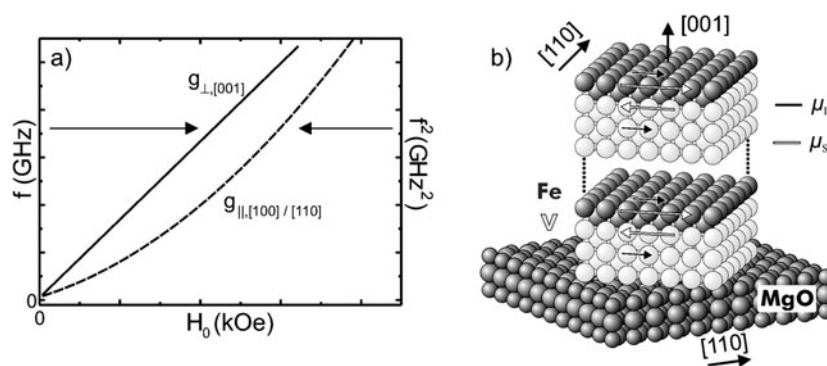 a)
g⊥,[001]
g||,[100] / [110]
f (GHz)
f²(GHz²)
0
0
H₀ (kOe)
b)
[110]
[001]
μₗ
μₛ
Fe
V
MgO
[110]